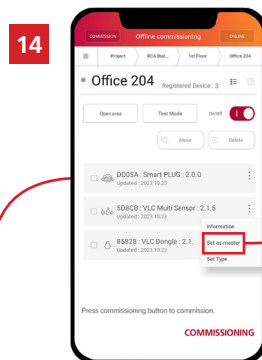 14
COMMISSION Offline commissioning ONLINE
Project RCA Buil... 1st Floor Office 204
Office 204 Registered Device : 3
Open area Test Mode On/Off
Move Delete
DD05A : Smart PLUG : 2.0.0
Updated : 2023.10.23
5D8CB : VLC Multi Sensor : 2.1.5
Updated : 2023.10.23
Information
85828 : VLC Dongle : 2.1. Set as master
Updated : 2023.10.23
Set Type
Press commissioning button to commission.
COMMISSIONING